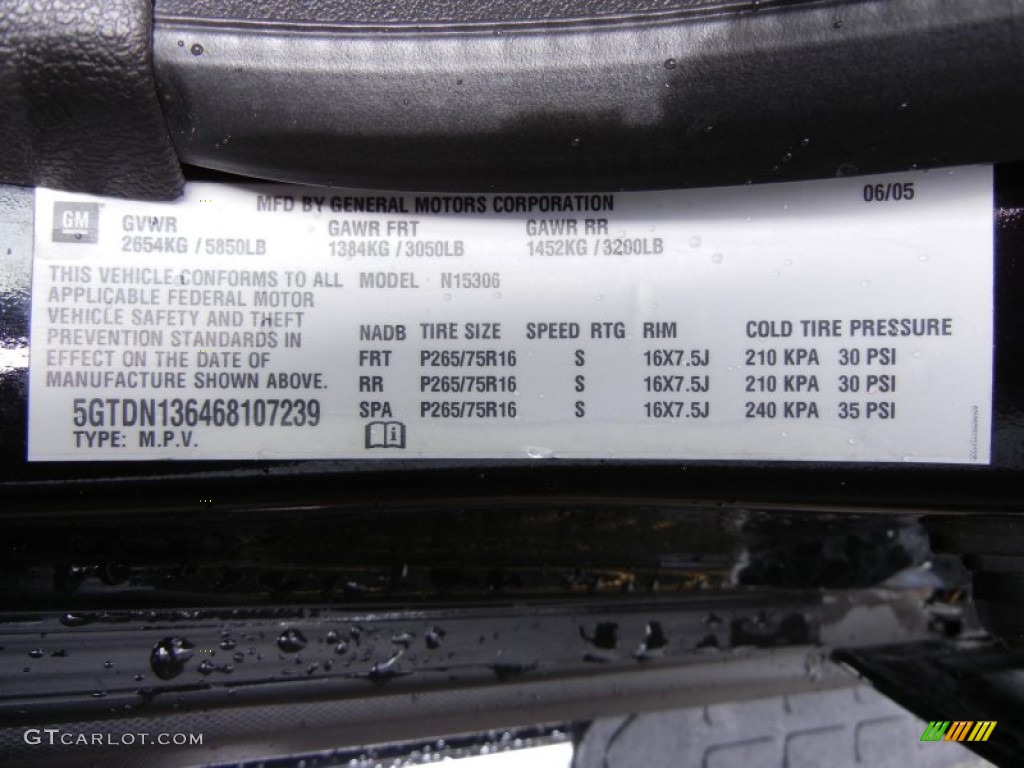 06/05
MFD BY GENERAL MOTORS CORPORATION
GM
GVWR GAWR FRT GAWR RR
2654KG / 5850LB 1384KG / 3050LB 1452KG / 3200LB
THIS VEHICLE CONFORMS TO ALL
APPLICABLE FEDERAL MOTOR
VEHICLE SAFETY AND THEFT
PREVENTION STANDARDS IN
EFFECT ON THE DATE OF
MANUFACTURE SHOWN ABOVE.
5GTDN136468107239
TYPE: M.P.V.
MODEL N15306
NADB TIRE SIZE SPEED RTG RIM COLD TIRE PRESSURE
FRT P265/75R16 S 16X7.5J 210 KPA 30 PSI
RR P265/75R16 S 16X7.5J 210 KPA 30 PSI
SPA P265/75R16 S 16X7.5J 240 KPA 35 PSI
GTCARLOT.COM